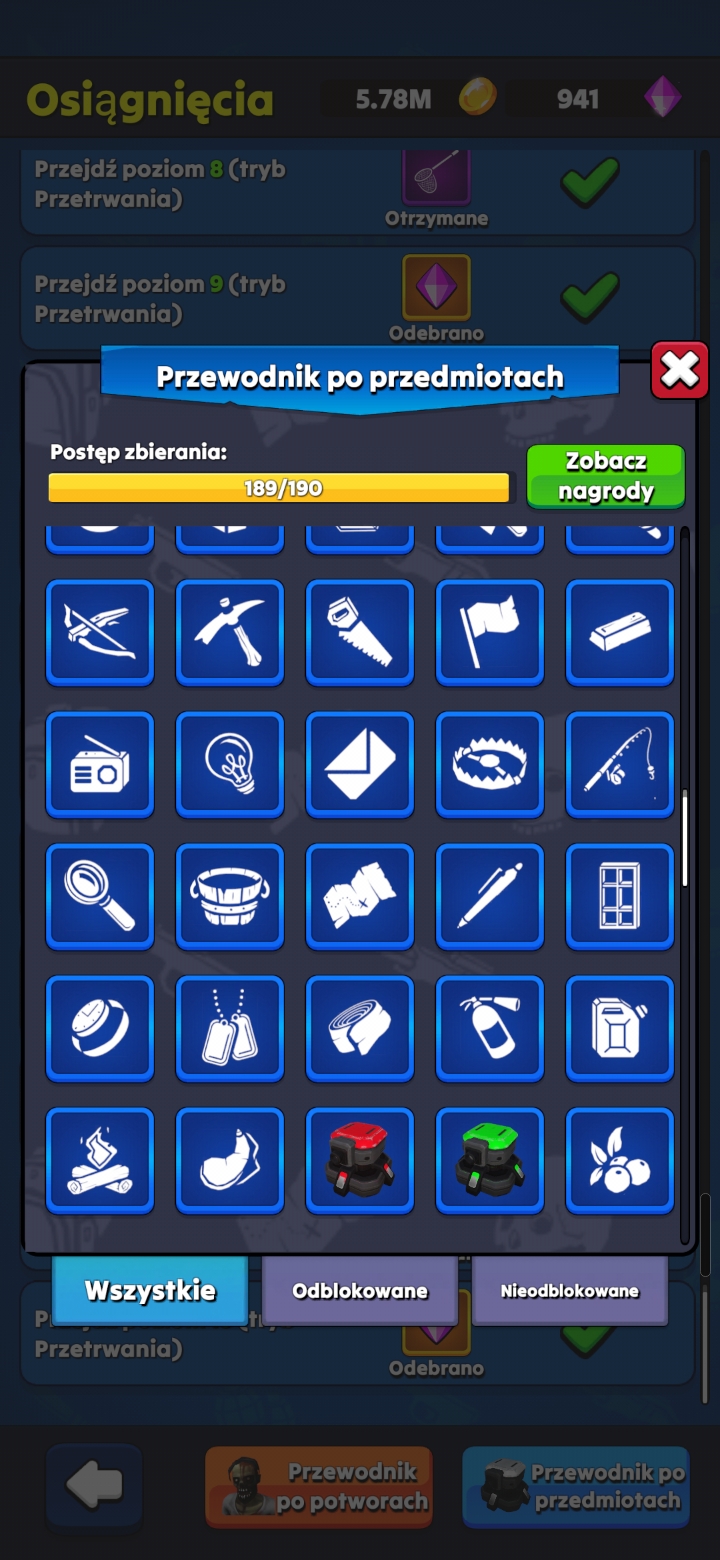 Osiągnięcia
5.78M
941
Przejdź poziom 8 (tryb
Przetrwania)
Otrzymane
Przejdź poziom 9 (tryb
Przetrwania)
Odebrano
Przewodnik po przedmiotach
Postęp zbierania:
189/190
Zobacz
nagrody
Wszystkie
Odblokowane
Nieodblokowane
Przetrwania)
Odebrano
Przewodnik
po potworach
Przewodnik po
przedmiotach